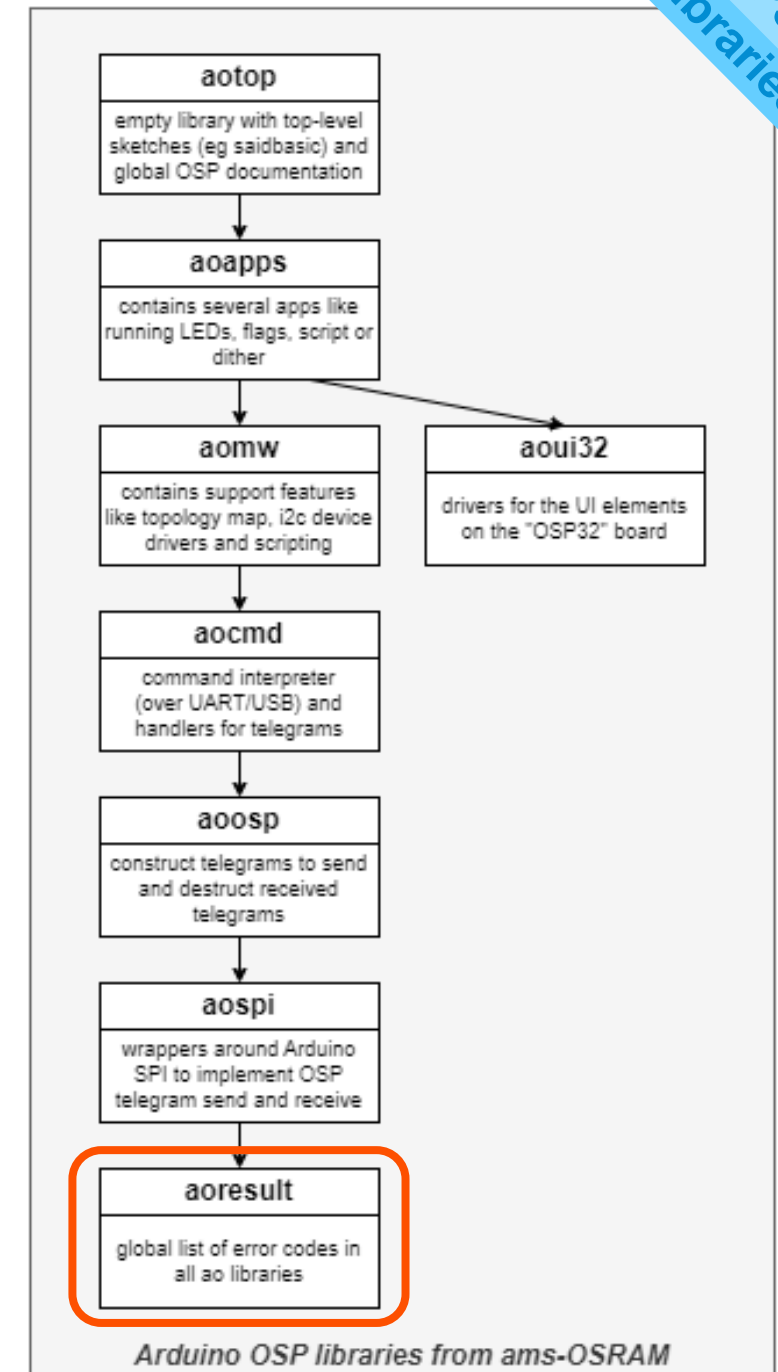 aotop
empty library with top-level
sketches (eg saidbasic) and
global OSP documentation
aoapps
contains several apps like
running LEDs, flags, script or
dither
aomw
contains support features
like topology map, i2c device
drivers and scripting
aoui32
drivers for the UI elements
on the "OSP32" board
aocmd
command interpreter
(over UART/USB) and
handlers for telegrams
aoosp
construct telegrams to send
and destruct received
telegrams
aospi
wrappers around Arduino
SPI to implement OSP
telegram send and receive
aoresult
global list of error codes in
all ao libraries
Arduino OSP libraries from ams-OSRAM